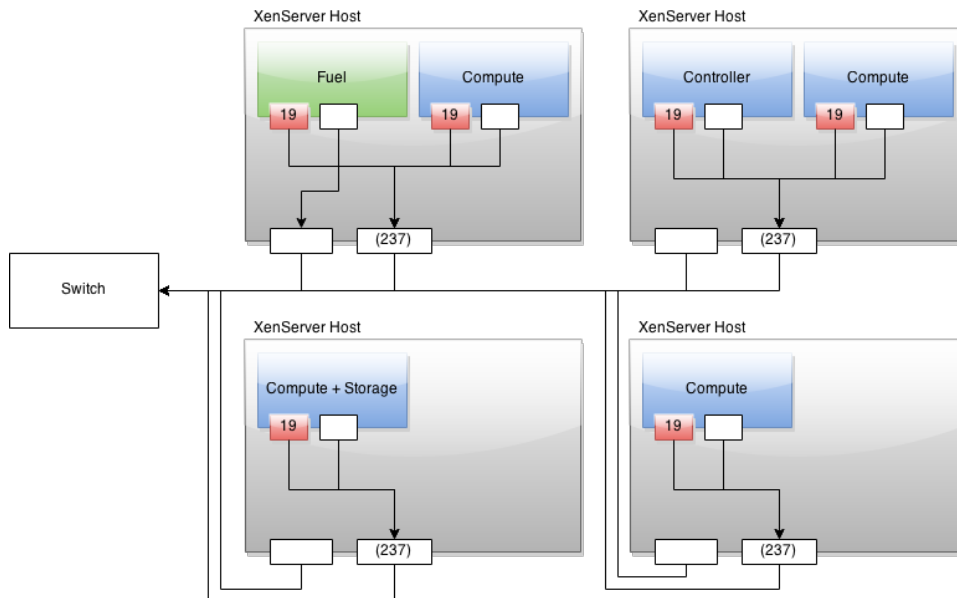 XenServer Host
XenServer Host
Fuel
Compute
Controller
Compute
19
19
19
19
(237)
(237)
Switch
XenServer Host
XenServer Host
Compute + Storage
Compute
19
19
(237)
(237)